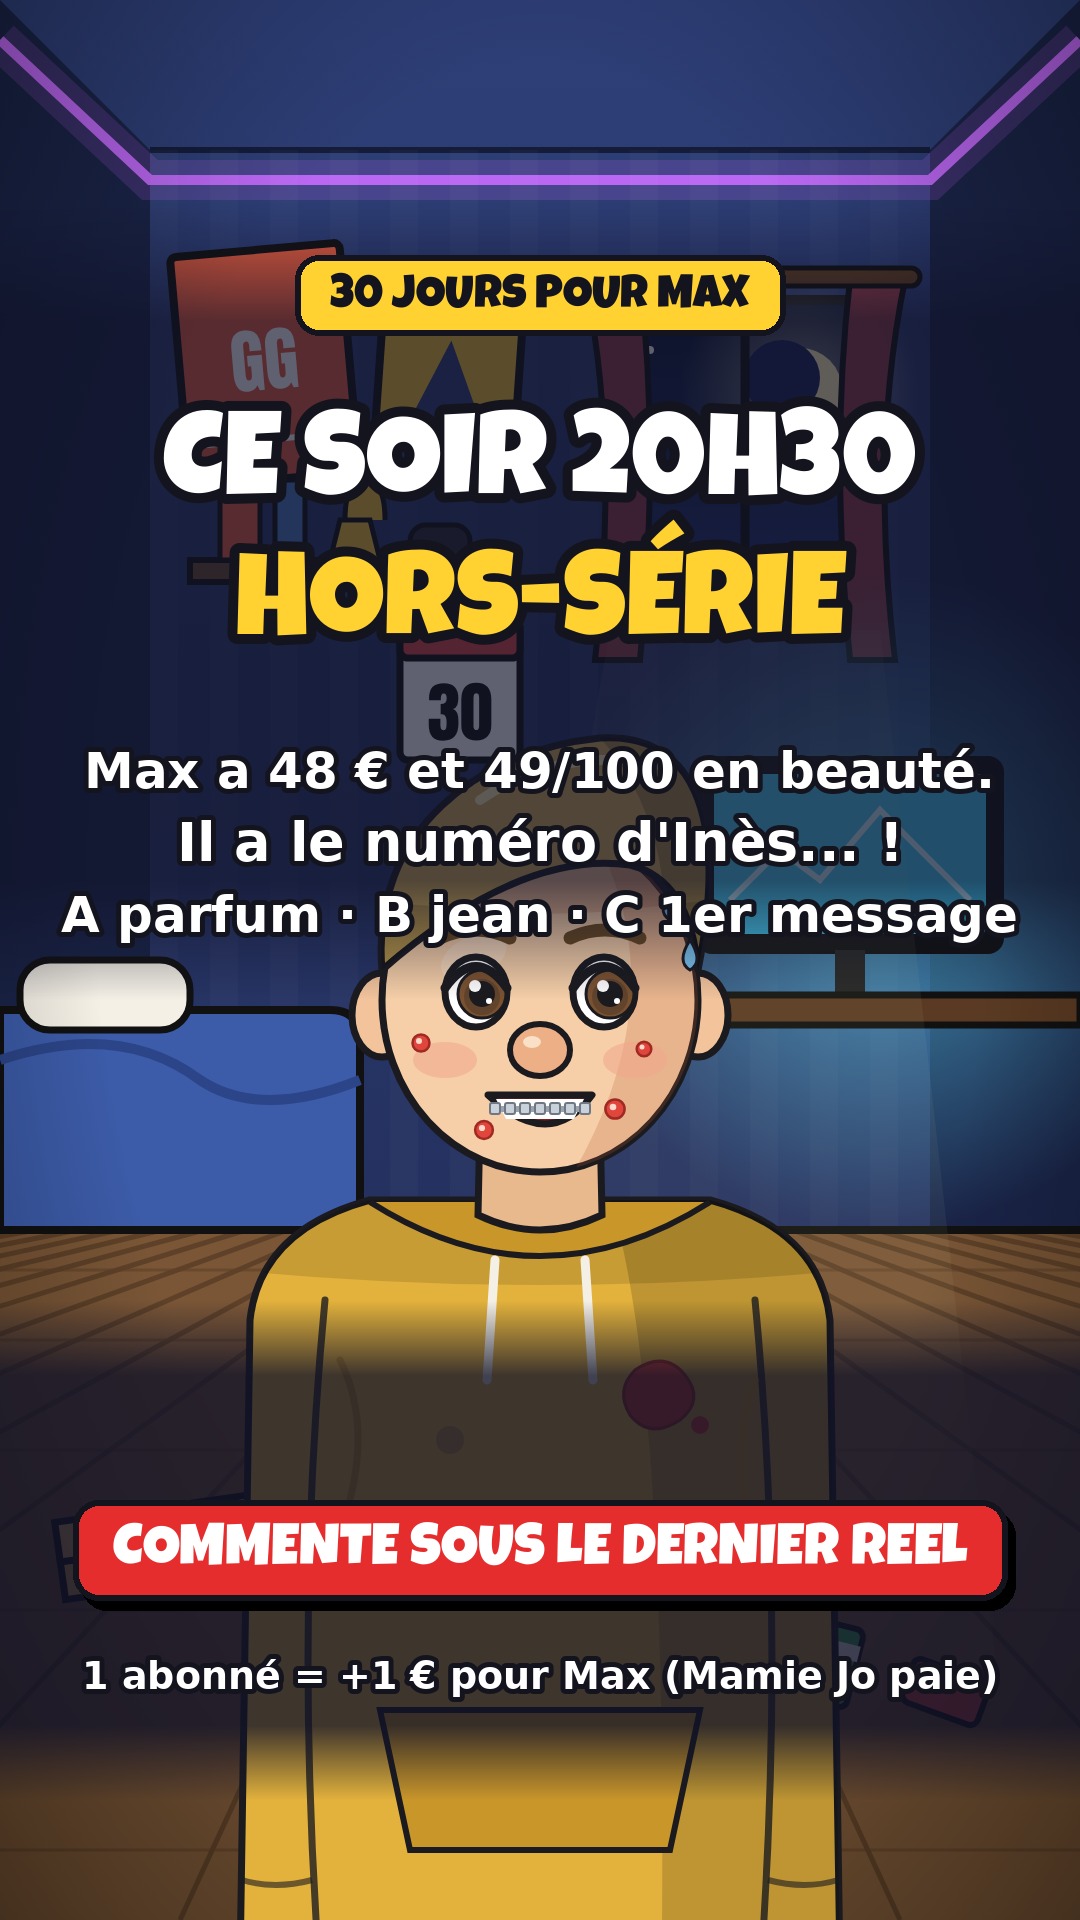 30 JOURS POUR MAX
GG
CE SOIR 20H30
HORS-SÉRIE
30
Max a 48 € et 49/100 en beauté.
Il a le numéro d'Inès... !
A parfum · B jean · C 1er message
COMMENTE SOUS LE DERNIER REEL
1 abonné = +1 € pour Max (Mamie Jo paie)